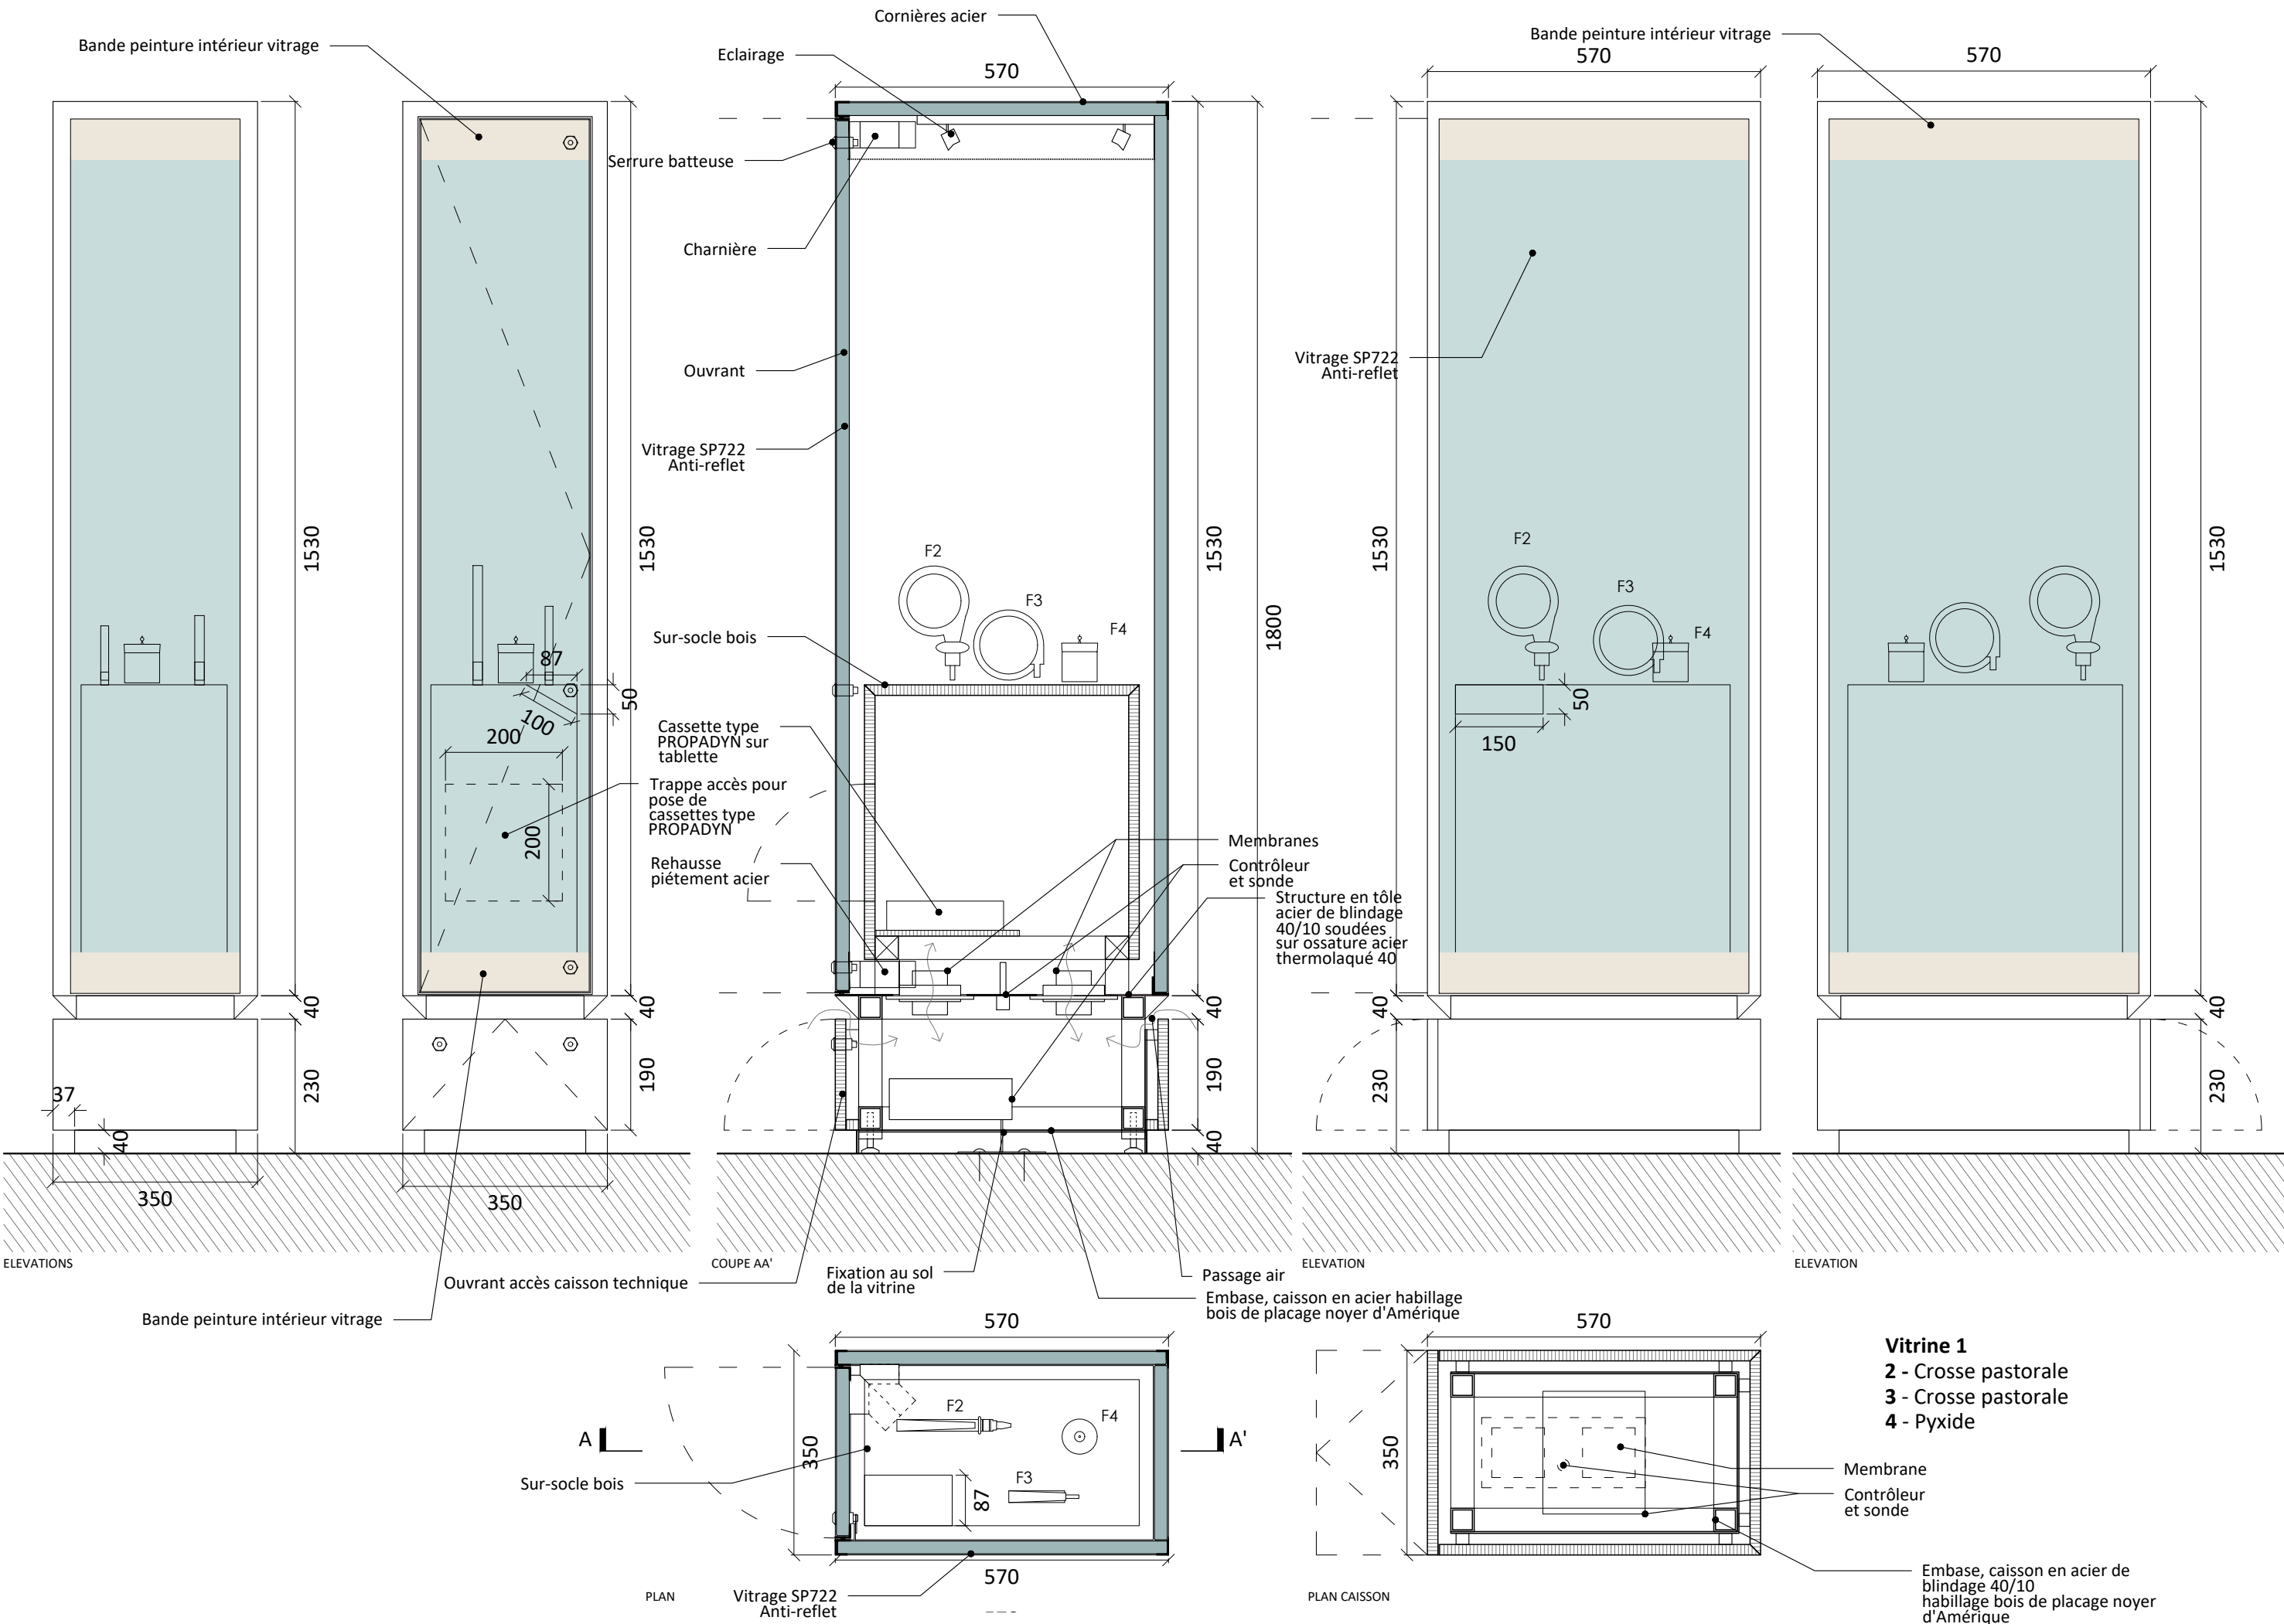 Cornières acier
Bande peinture intérieur vitrage
Eclairage
Bande peinture intérieur vitrage
570
570
570
Serrure batteuse
Charnière
Ouvrant
Vitrage SP722
Anti-reflet
Vitrage SP722
Anti-reflet
1530
1530
1530
1800
1530
1530
F2
F3
F4
F2
F3
F4
Sur-socle bois
87
50
100
200
200
50
150
Cassette type
PROPADYN sur
tablette
Trappe accès pour
pose de
cassettes type
PROPADYN
Rehausse
piétement acier
Membranes
Contrôleur
et sonde
Structure en tôle
acier de blindage
40/10 soudées
sur ossature acier
thermolaqué 40
40
40
40
40
40
37
230
190
190
230
230
40
40
350
350
ELEVATIONS
COUPE AA'
ELEVATION
ELEVATION
Ouvrant accès caisson technique
Fixation au sol
de la vitrine
Passage air
Embase, caisson en acier habillage
bois de placage noyer d'Amérique
Bande peinture intérieur vitrage
570
570
A
A'
350
F2
F4
F3
87
Sur-socle bois
350
570
PLAN
Vitrage SP722
Anti-reflet
PLAN CAISSON
Vitrine 1
2 - Crosse pastorale
3 - Crosse pastorale
4 - Pyxide
Membrane
Contrôleur
et sonde
Embase, caisson en acier de
blindage 40/10
habillage bois de placage noyer
d'Amérique